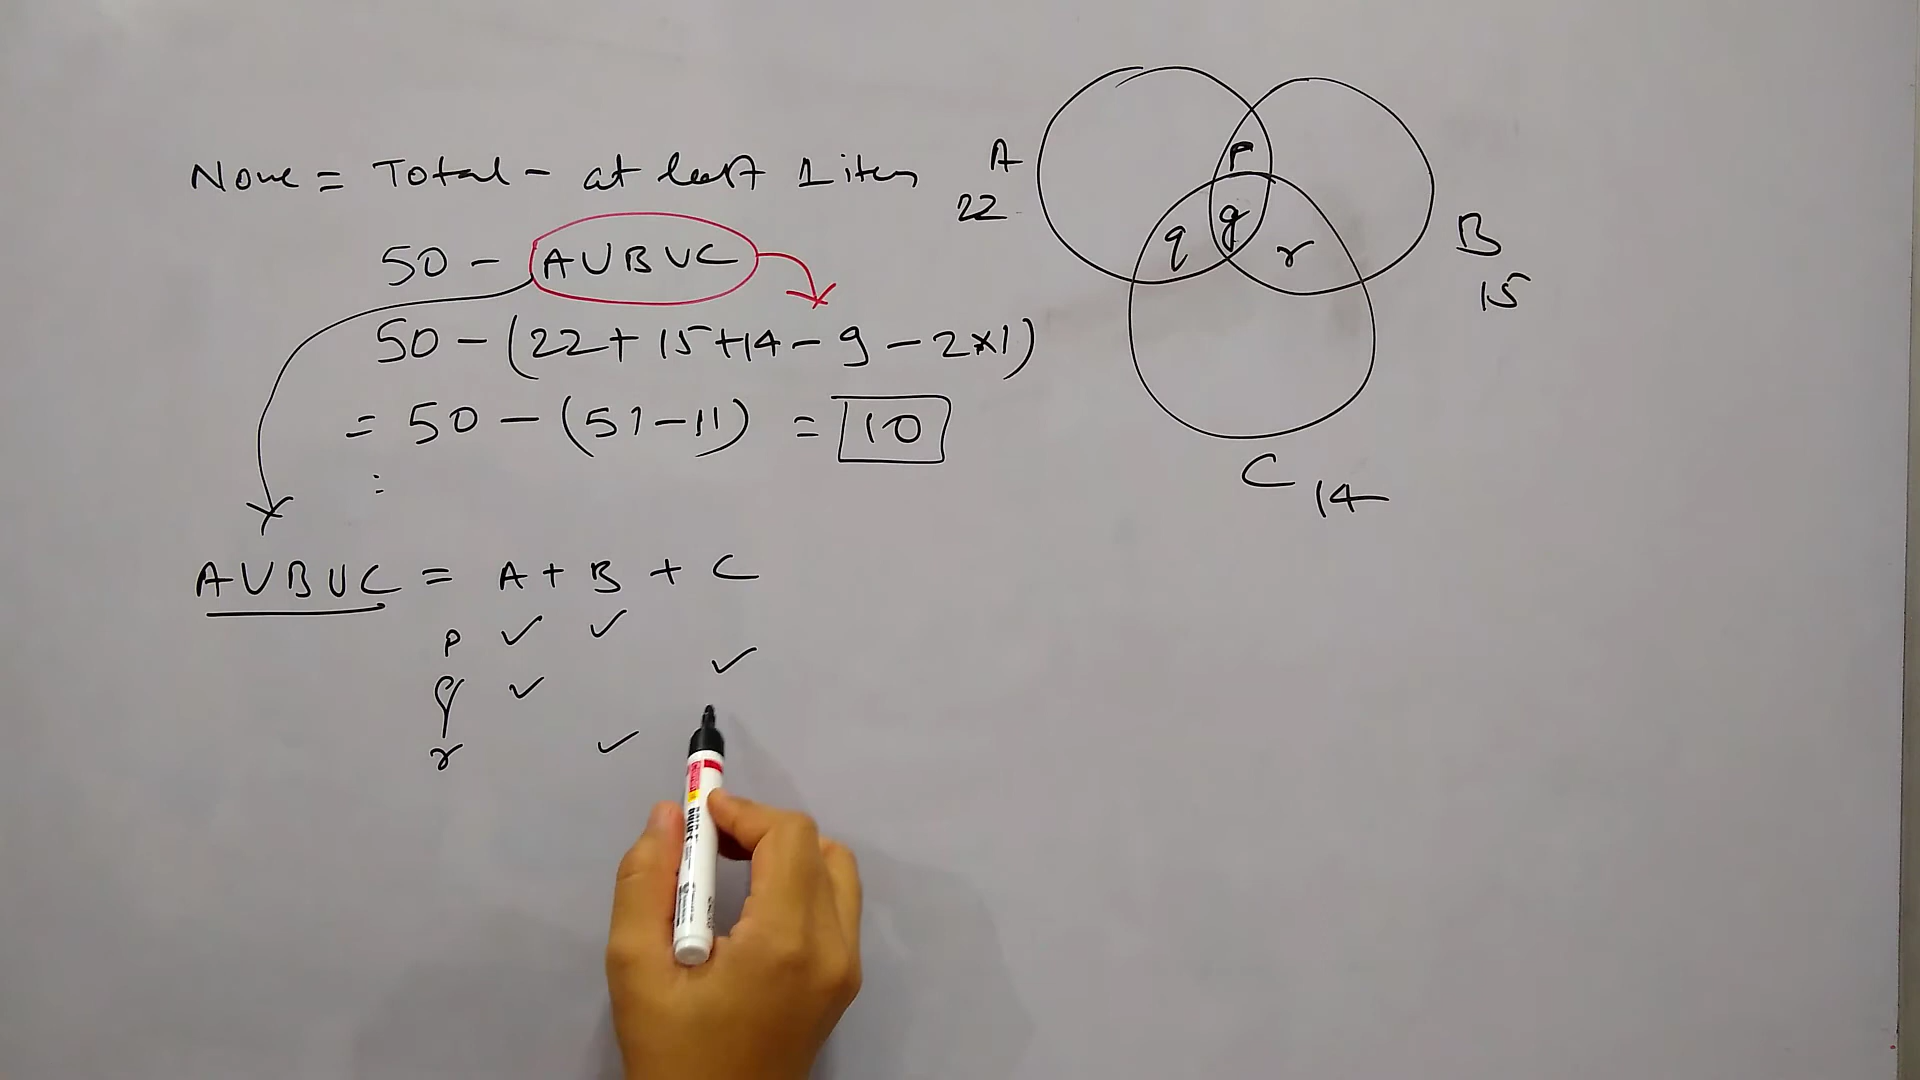 None = Total - at least 1 item
50 - AUBUC
50 - (22 + 15 + 14 - 9 - 2×1)
= 50 - (51 - 11) = 10
:
AUBUC = A + B + C
p ✓ ✓
q ✓ ✓
r ✓
A
22
B
15
C 14
p
q g r